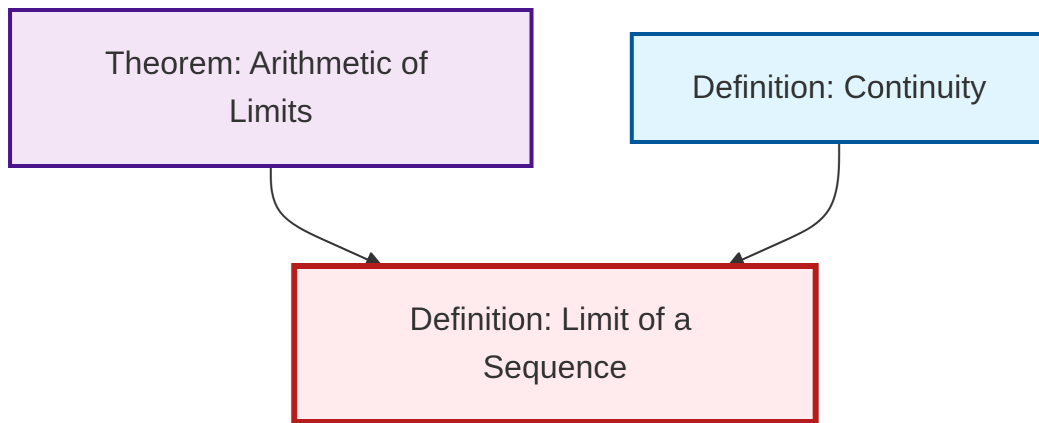 Theorem: Arithmetic of
Limits
Definition: Continuity
Definition: Limit of a
Sequence